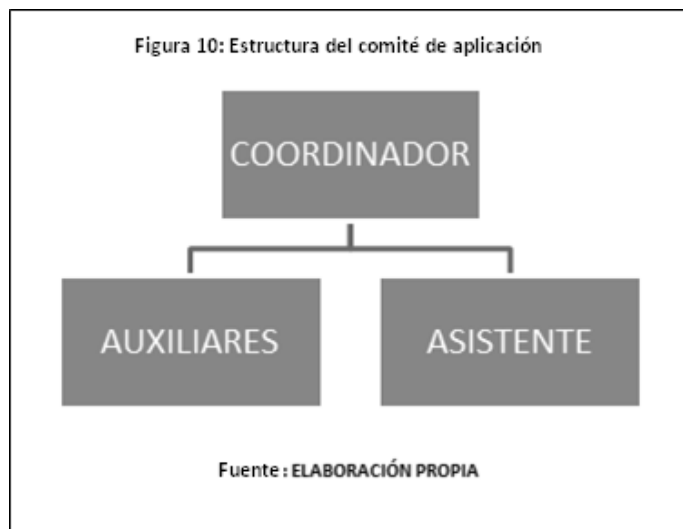 Figura 10: Estructura del comité de aplicación
COORDINADOR
AUXILIARES
ASISTENTE
Fuente: ELABORACIÓN PROPIA